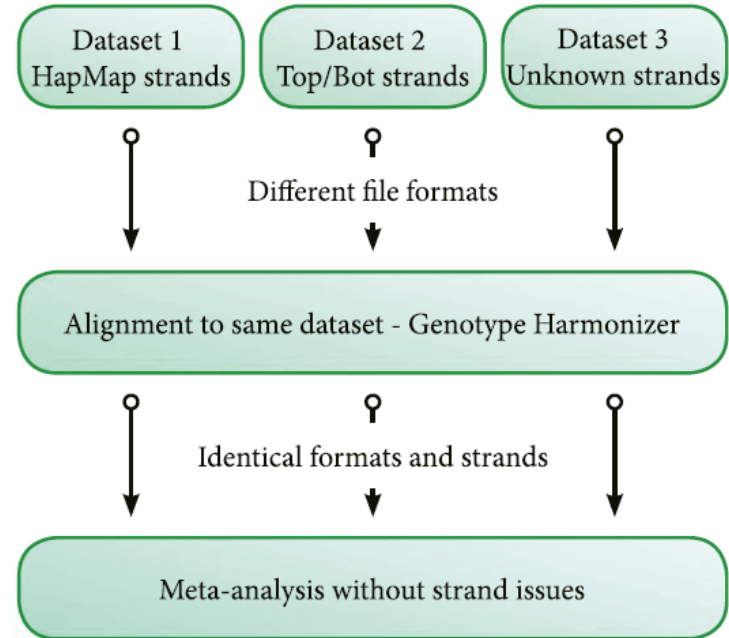 Dataset 1
HapMap strands
Dataset 2
Top/Bot strands
Dataset 3
Unknown strands
Different file formats
Alignment to same dataset - Genotype Harmonizer
Identical formats and strands
Meta-analysis without strand issues